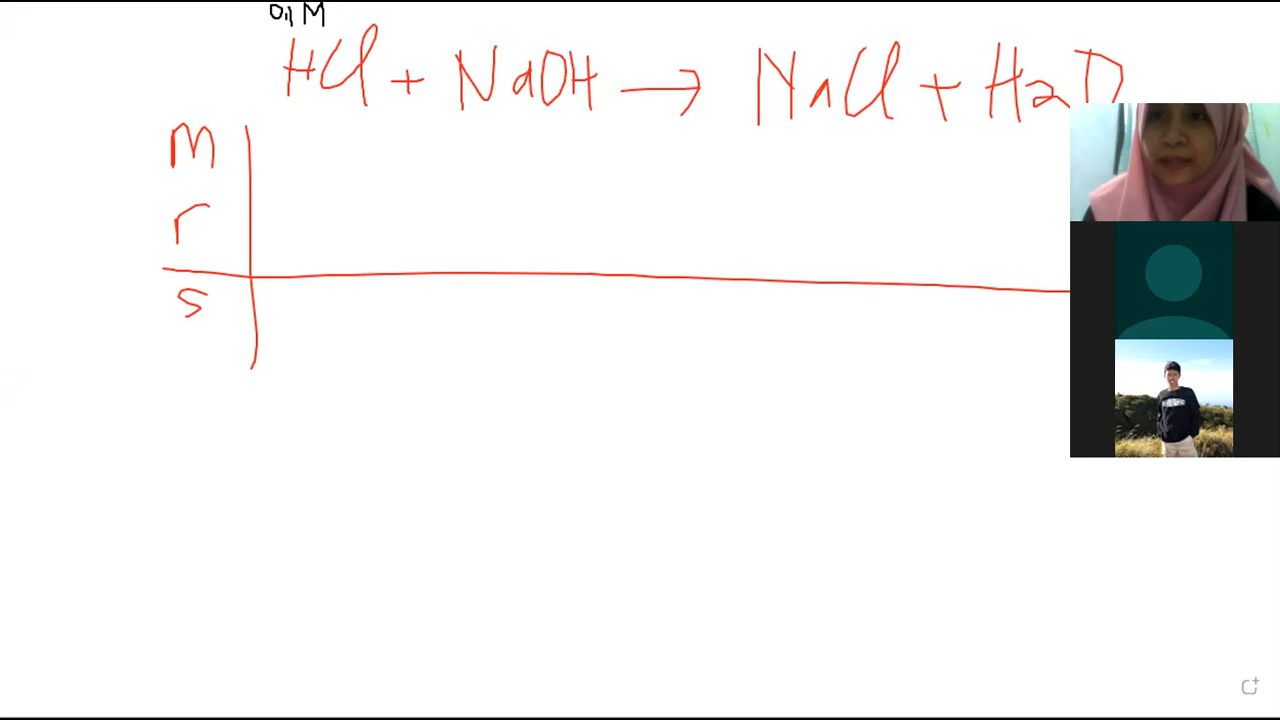 0,1 M
HCl + NaOH → NaCl + H2O
M
r
s